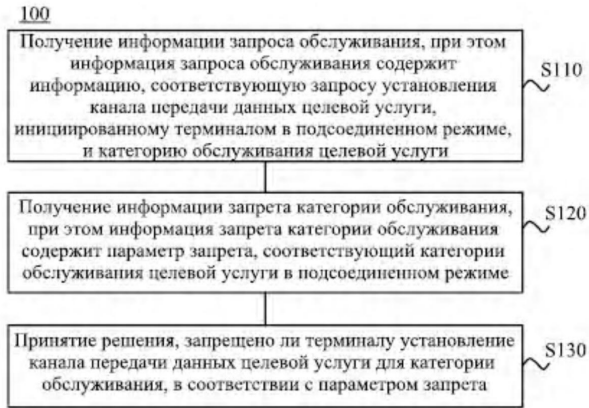 100
Получение информации запроса обслуживания, при этом
информация запроса обслуживания содержит
информацию, соответствующую запросу установления
канала передачи данных целевой услуги,
инициированному терминалом в подсоединенном режиме,
и категорию обслуживания целевой услуги
S110
Получение информации запрета категории обслуживания,
при этом информация запрета категории обслуживания
содержит параметр запрета, соответствующий категории
обслуживания целевой услуги в подсоединенном режиме
S120
Принятие решения, запрещено ли терминалу установление
канала передачи данных целевой услуги для категории
обслуживания, в соответствии с параметром запрета
S130